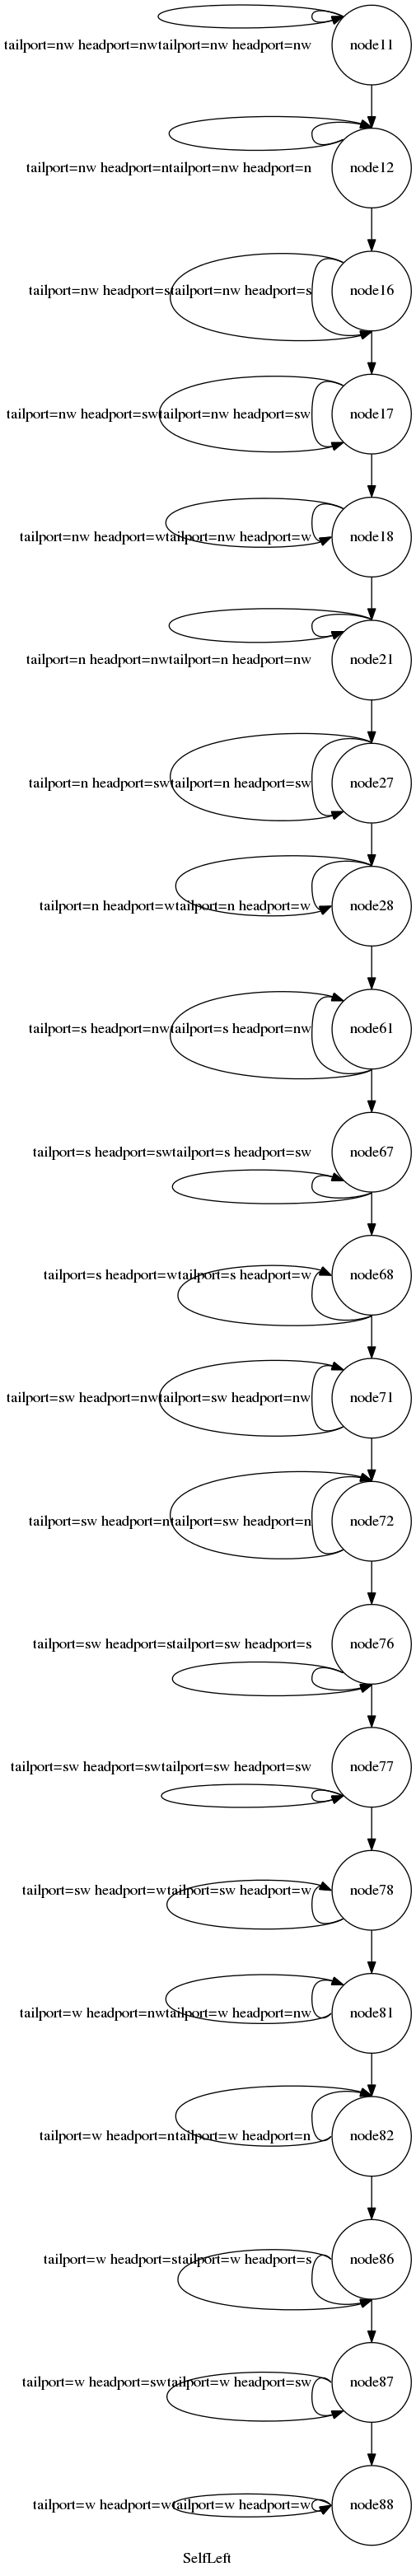 tailport=nw headport=nwtailport=nw headport=nw node11
tailport=nw headport=ntailport=nw headport=n node12
tailport=nw headport=stailport=nw headport=s node16
tailport=nw headport=swtailport=nw headport=sw node17
tailport=nw headport=wtailport=nw headport=w node18
tailport=n headport=nwtailport=n headport=nw node21
tailport=n headport=swtailport=n headport=sw node27
tailport=n headport=wtailport=n headport=w node28
tailport=s headport=nwtailport=s headport=nw node61
tailport=s headport=swtailport=s headport=sw node67
tailport=s headport=wtailport=s headport=w node68
tailport=sw headport=nwtailport=sw headport=nw node71
tailport=sw headport=ntailport=sw headport=n node72
tailport=sw headport=stailport=sw headport=s node76
tailport=sw headport=swtailport=sw headport=sw node77
tailport=sw headport=wtailport=sw headport=w node78
tailport=w headport=nwtailport=w headport=nw node81
tailport=w headport=ntailport=w headport=n node82
tailport=w headport=stailport=w headport=s node86
tailport=w headport=swtailport=w headport=sw node87
tailport=w headport=wtailport=w headport=w node88
SelfLeft